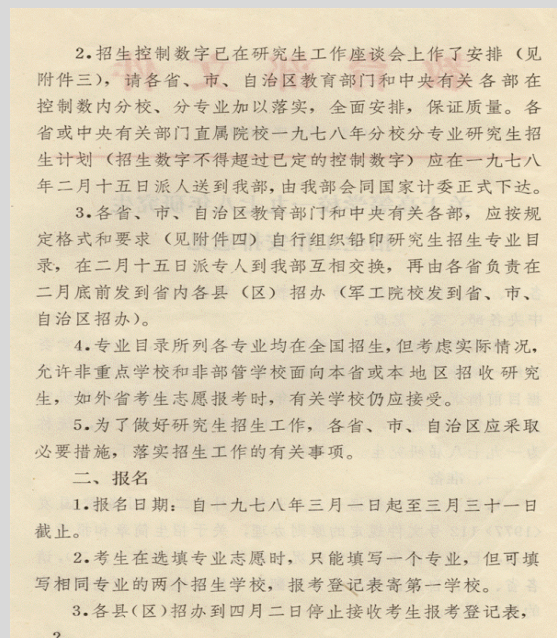 2.招生控制数字已在研究生工作座谈会上作了安排（见
附件三），请各省、市、自治区教育部门和中央有关各部在
控制数内分校、分专业加以落实，全面安排，保证质量。各
省或中央有关部门直属院校一九七八年分校分专业研究生招
生计划（招生数字不得超过已定的控制数字）应在一九七八
年二月十五日派人送到我部，由我部会同国家计委正式下达。
3.各省、市、自治区教育部门和中央有关各部，应按规
定格式和要求（见附件四）自行组织铅印研究生招生专业目
录，在二月十五日派专人到我部互相交换，再由各省负责在
二月底前发到省内各县（区）招办（军工院校发到省、市、
自治区招办）。
4.专业目录所列各专业均在全国招生，但考虑实际情况，
允许非重点学校和非部管学校面向本省或本地区招收研究
生，如外省考生志愿报考时，有关学校仍应接受。
5.为了做好研究生招生工作，各省、市、自治区应采取
必要措施，落实招生工作的有关事项。
二、报名
1.报名日期：自一九七八年三月一日起至三月三十一日
截止。
2.考生在选填专业志愿时，只能填写一个专业，但可填
写相同专业的两个招生学校，报考登记表寄第一学校。
3.各县(区)招办到四月二日停止接收考生报考登记表，